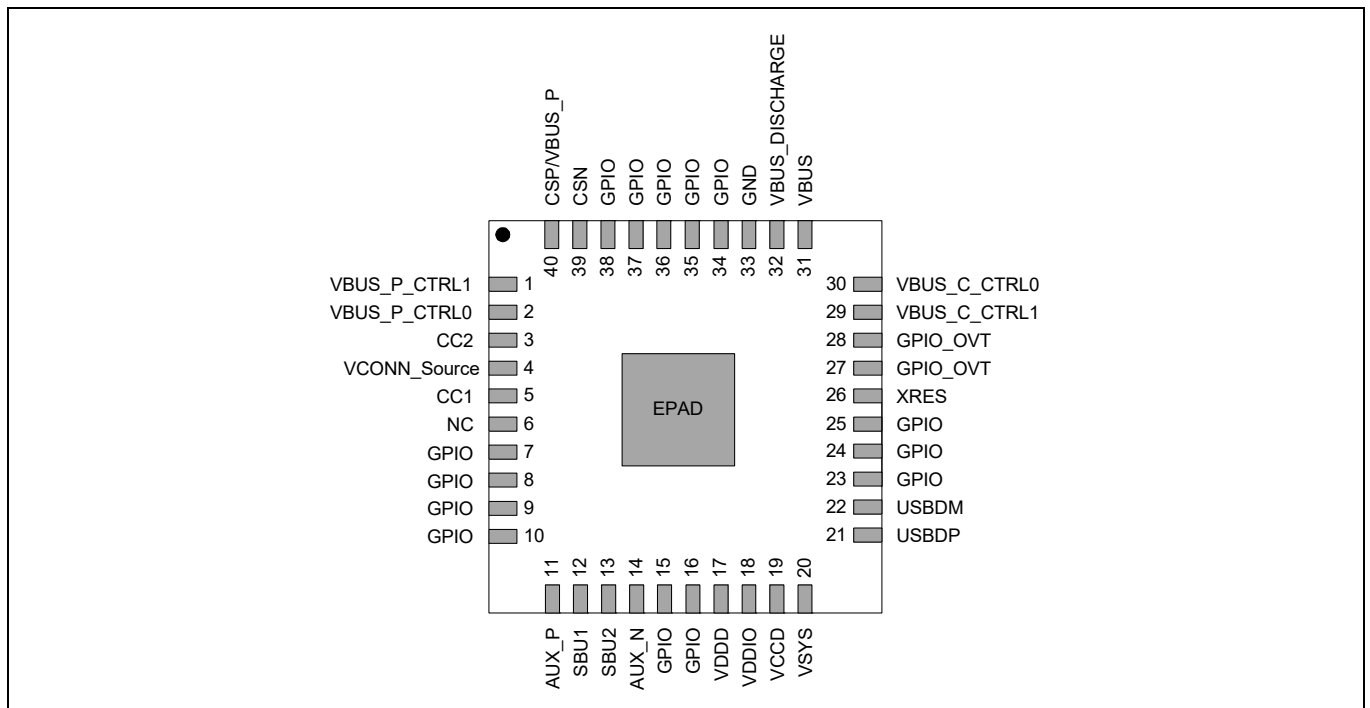 CSP/VBUS_P
CSN
GPIO
GPIO
GPIO
GPIO
GPIO
GND
VBUS_DISCHARGE
VBUS
40
39
38
37
36
35
34
33
32
31
VBUS_P_CTRL1 1
VBUS_P_CTRL0 2
CC2 3
VCONN_Source 4
CC1 5
NC 6
GPIO 7
GPIO 8
GPIO 9
GPIO 10
EPAD
30 VBUS_C_CTRL0
29 VBUS_C_CTRL1
28 GPIO_OVT
27 GPIO_OVT
26 XRES
25 GPIO
24 GPIO
23 GPIO
22 USBDM
21 USBDP
11
12
13
14
15
16
17
18
19
20
AUX_P
SBU1
SBU2
AUX_N
GPIO
GPIO
VDDD
VDDIO
VCCD
VSYS